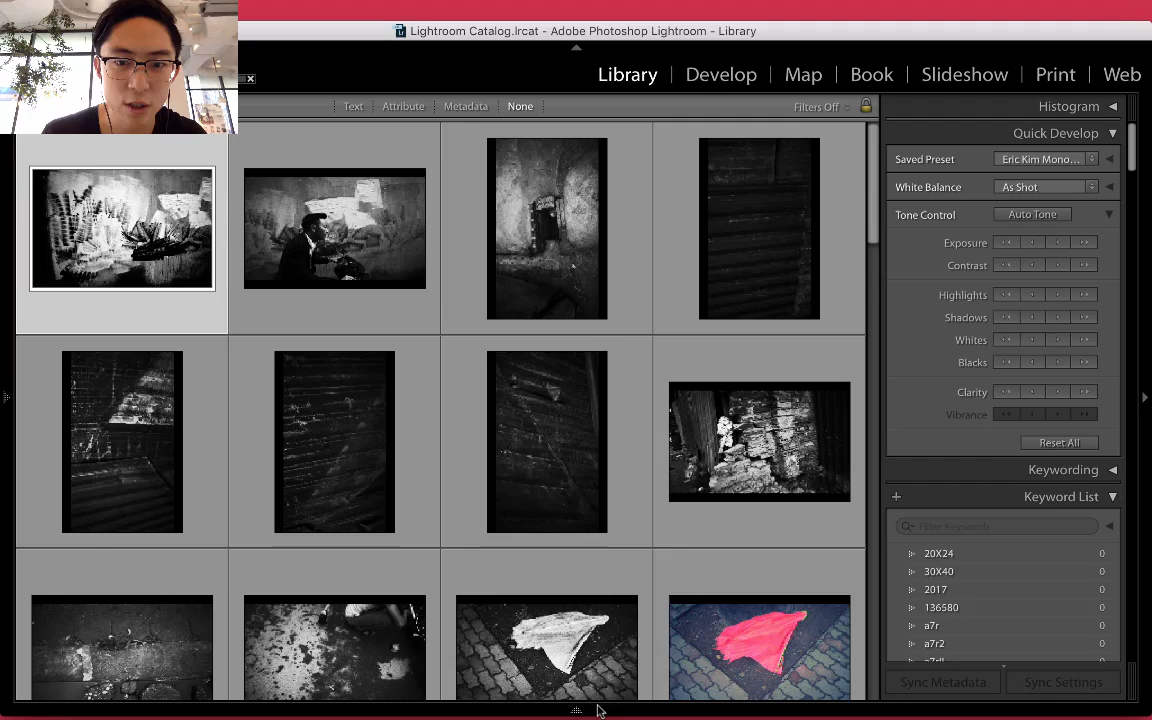 Lightroom Catalog.lrcat - Adobe Photoshop Lightroom - Library
Library | Develop | Map | Book | Slideshow | Print | Web
Text Attribute Metadata None Filters Off
Histogram
Quick Develop
Saved Preset Eric Kim Mono...
White Balance As Shot
Tone Control Auto Tone
Exposure
Contrast
Highlights
Shadows
Whites
Blacks
Clarity
Vibrance
Reset All
Keywording
+ Keyword List
Filter Keywords
20X24 0
30X40 0
2017 0
136580 0
a7r 0
a7r2 0
Sync Metadata Sync Settings